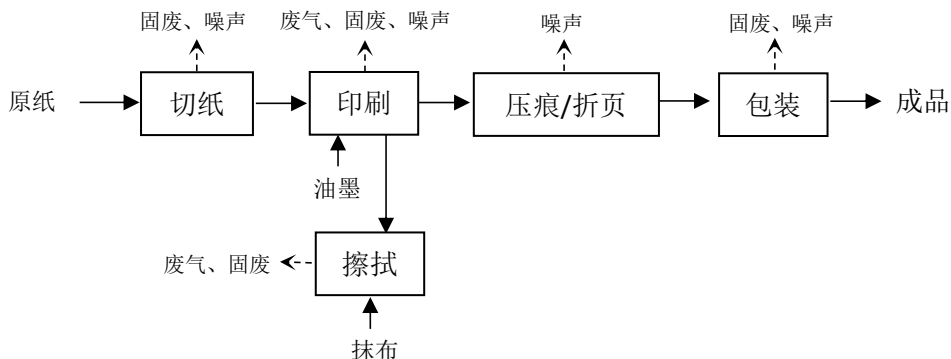 固废、噪声
废气、固废、噪声
噪声
固废、噪声
原纸
切纸
印刷
压痕/折页
包装
成品
油墨
废气、固废
擦拭
抹布